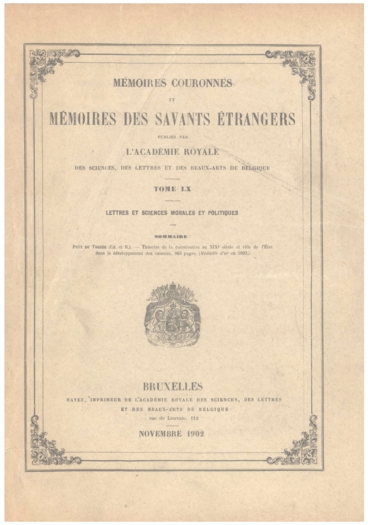 MÉMOIRES COURONNÉS
ET
MÉMOIRES DES SAVANTS ÉTRANGERS
PUBLIÉS PAR
L'ACADÉMIE ROYALE
DES SCIENCES, DES LETTRES ET DES BEAUX-ARTS DE BELGIQUE
TOME LX
LETTRES ET SCIENCES MORALES ET POLITIQUES
SOMMAIRE
Théories de la colonisation au XIXe siècle et rôle de l'État
dans le développement des colonies, pages.
BRUXELLES
HAYEZ, IMPRIMEUR DE L'ACADÉMIE ROYALE DES SCIENCES, DES LETTRES
ET DES BEAUX-ARTS DE BELGIQUE
rue de Louvain, 112
NOVEMBRE 1902